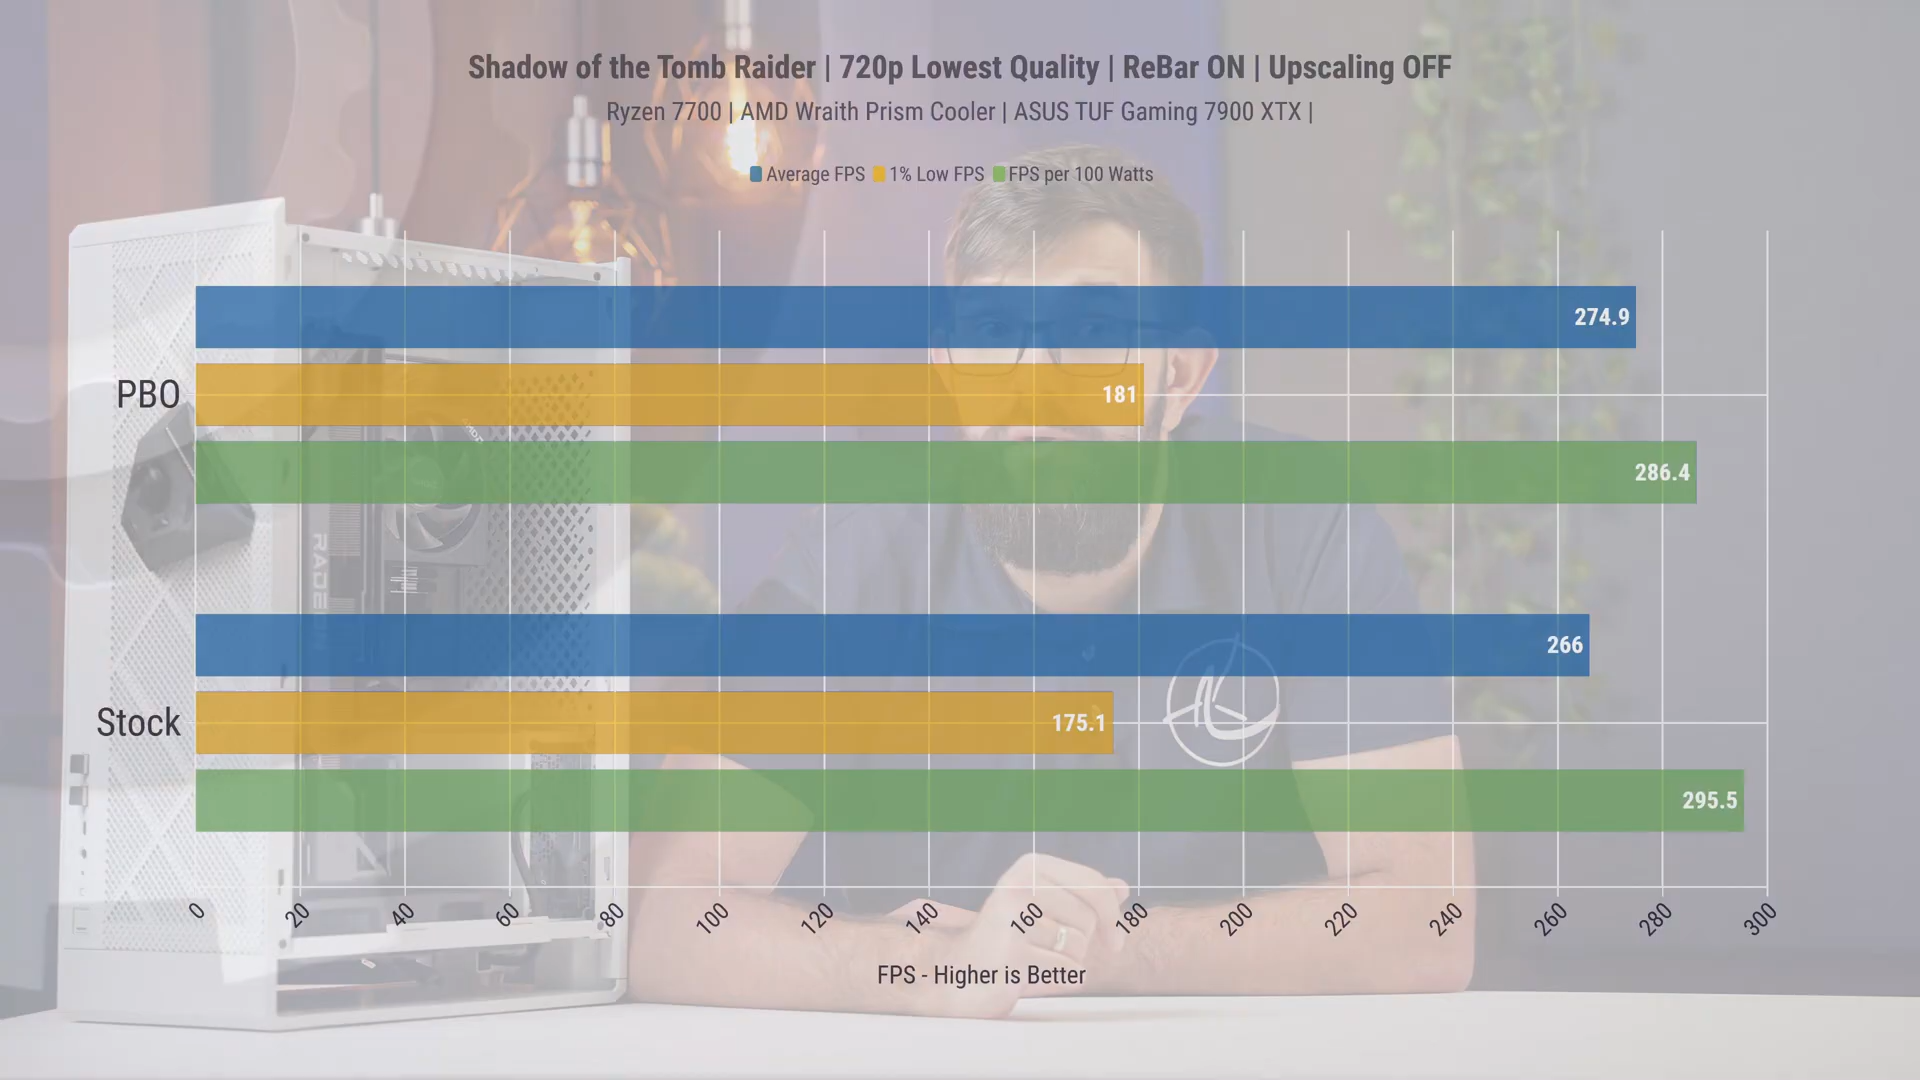 Shadow of the Tomb Raider | 720p Lowest Quality | ReBar ON | Upscaling OFF
Ryzen 7700 | AMD Wraith Prism Cooler | ASUS TUF Gaming 7900 XTX |
Average FPS 1% Low FPS FPS per 100 Watts
274.9
PBO 181
286.4
RADEON
266
Stock 175.1
295.5
0 20 40 60 80 100 120 140 160 180 200 220 240 260 280 300
FPS - Higher is Better